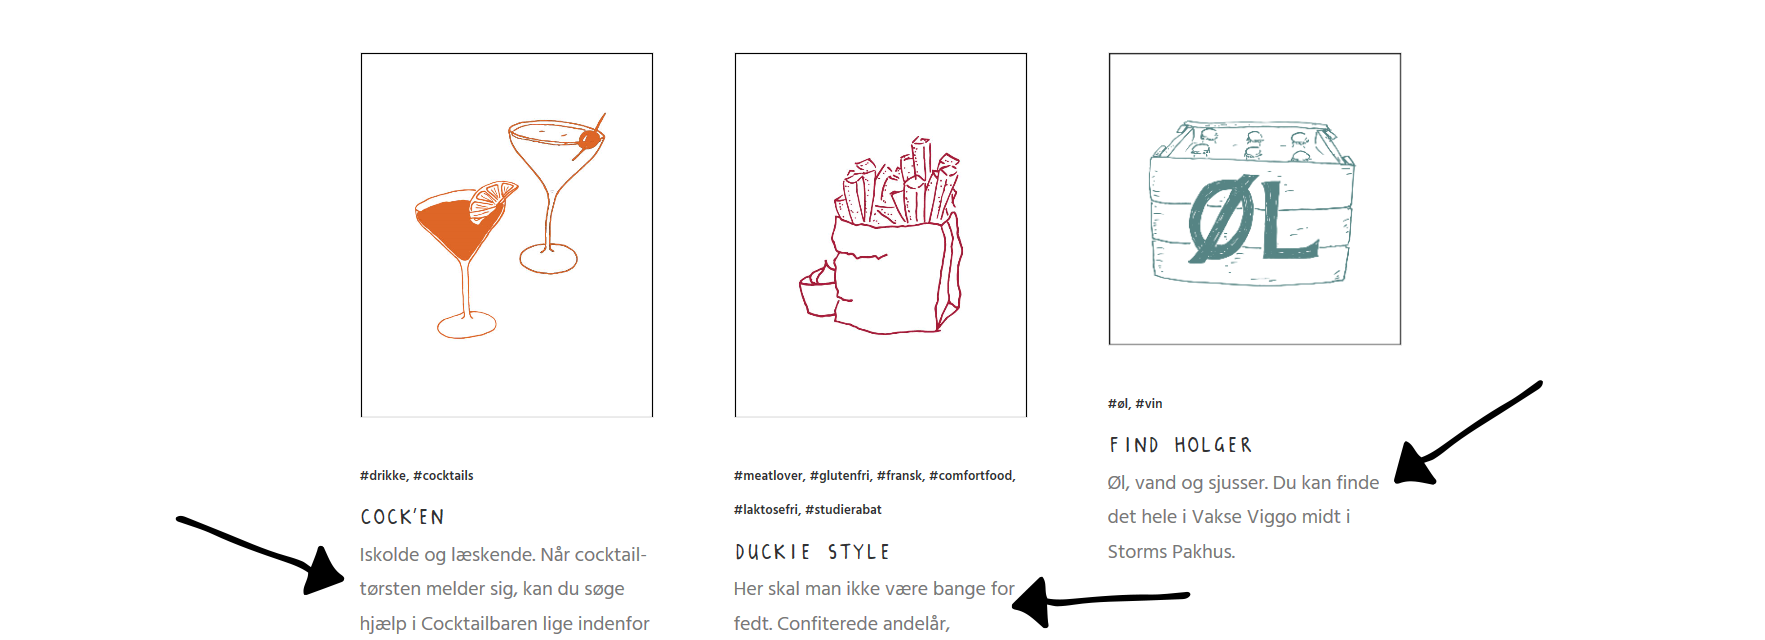 ØL
#drikke, #cocktails
COCK'EN
Iskolde og læskende. Når cocktail-
tørsten melder sig, kan du søge
hjælp i Cocktailbaren lige indenfor
#meatlover, #glutenfri, #fransk, #comfortfood,
#laktosefri, #studierabat
DUCKIE STYLE
Her skal man ikke være bange for
fedt. Confiterede andelår,
#øl, #vin
FIND HOLGER
Øl, vand og sjusser. Du kan finde
det hele i Vakse Viggo midt i
Storms Pakhus.